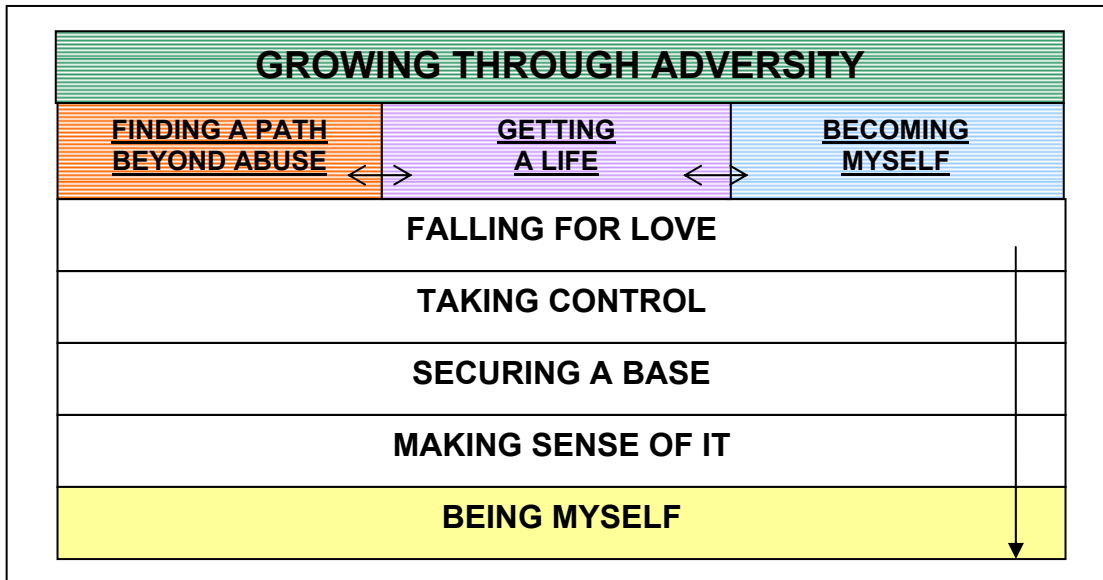 GROWING THROUGH ADVERSITY
FINDING A PATH
BEYOND ABUSE
GETTING
A LIFE
BECOMING
MYSELF
FALLING FOR LOVE
TAKING CONTROL
SECURING A BASE
MAKING SENSE OF IT
BEING MYSELF